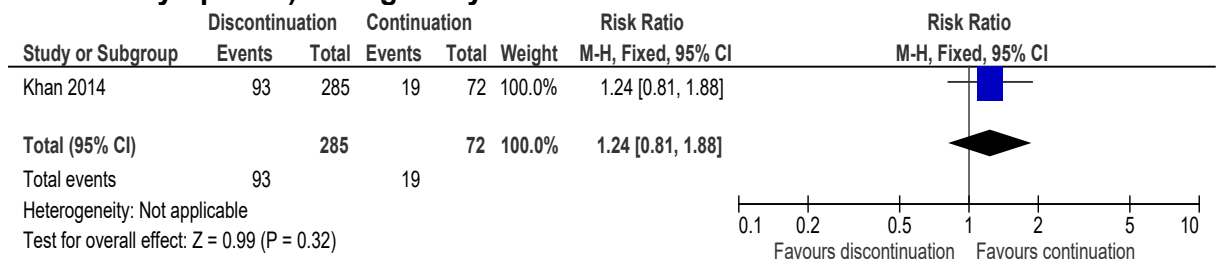 Discontinuation Continuation Risk Ratio Risk Ratio
Study or Subgroup Events Total Events Total Weight M-H, Fixed, 95% CI M-H, Fixed, 95% CI
Khan 2014 93 285 19 72 100.0% 1.24 [0.81, 1.88]
Total (95% CI) 285 72 100.0% 1.24 [0.81, 1.88]
Total events 93 19
Heterogeneity: Not applicable
Test for overall effect: Z = 0.99 (P = 0.32)
0.1 0.2 0.5 1 2 5 10
Favours discontinuation Favours continuation